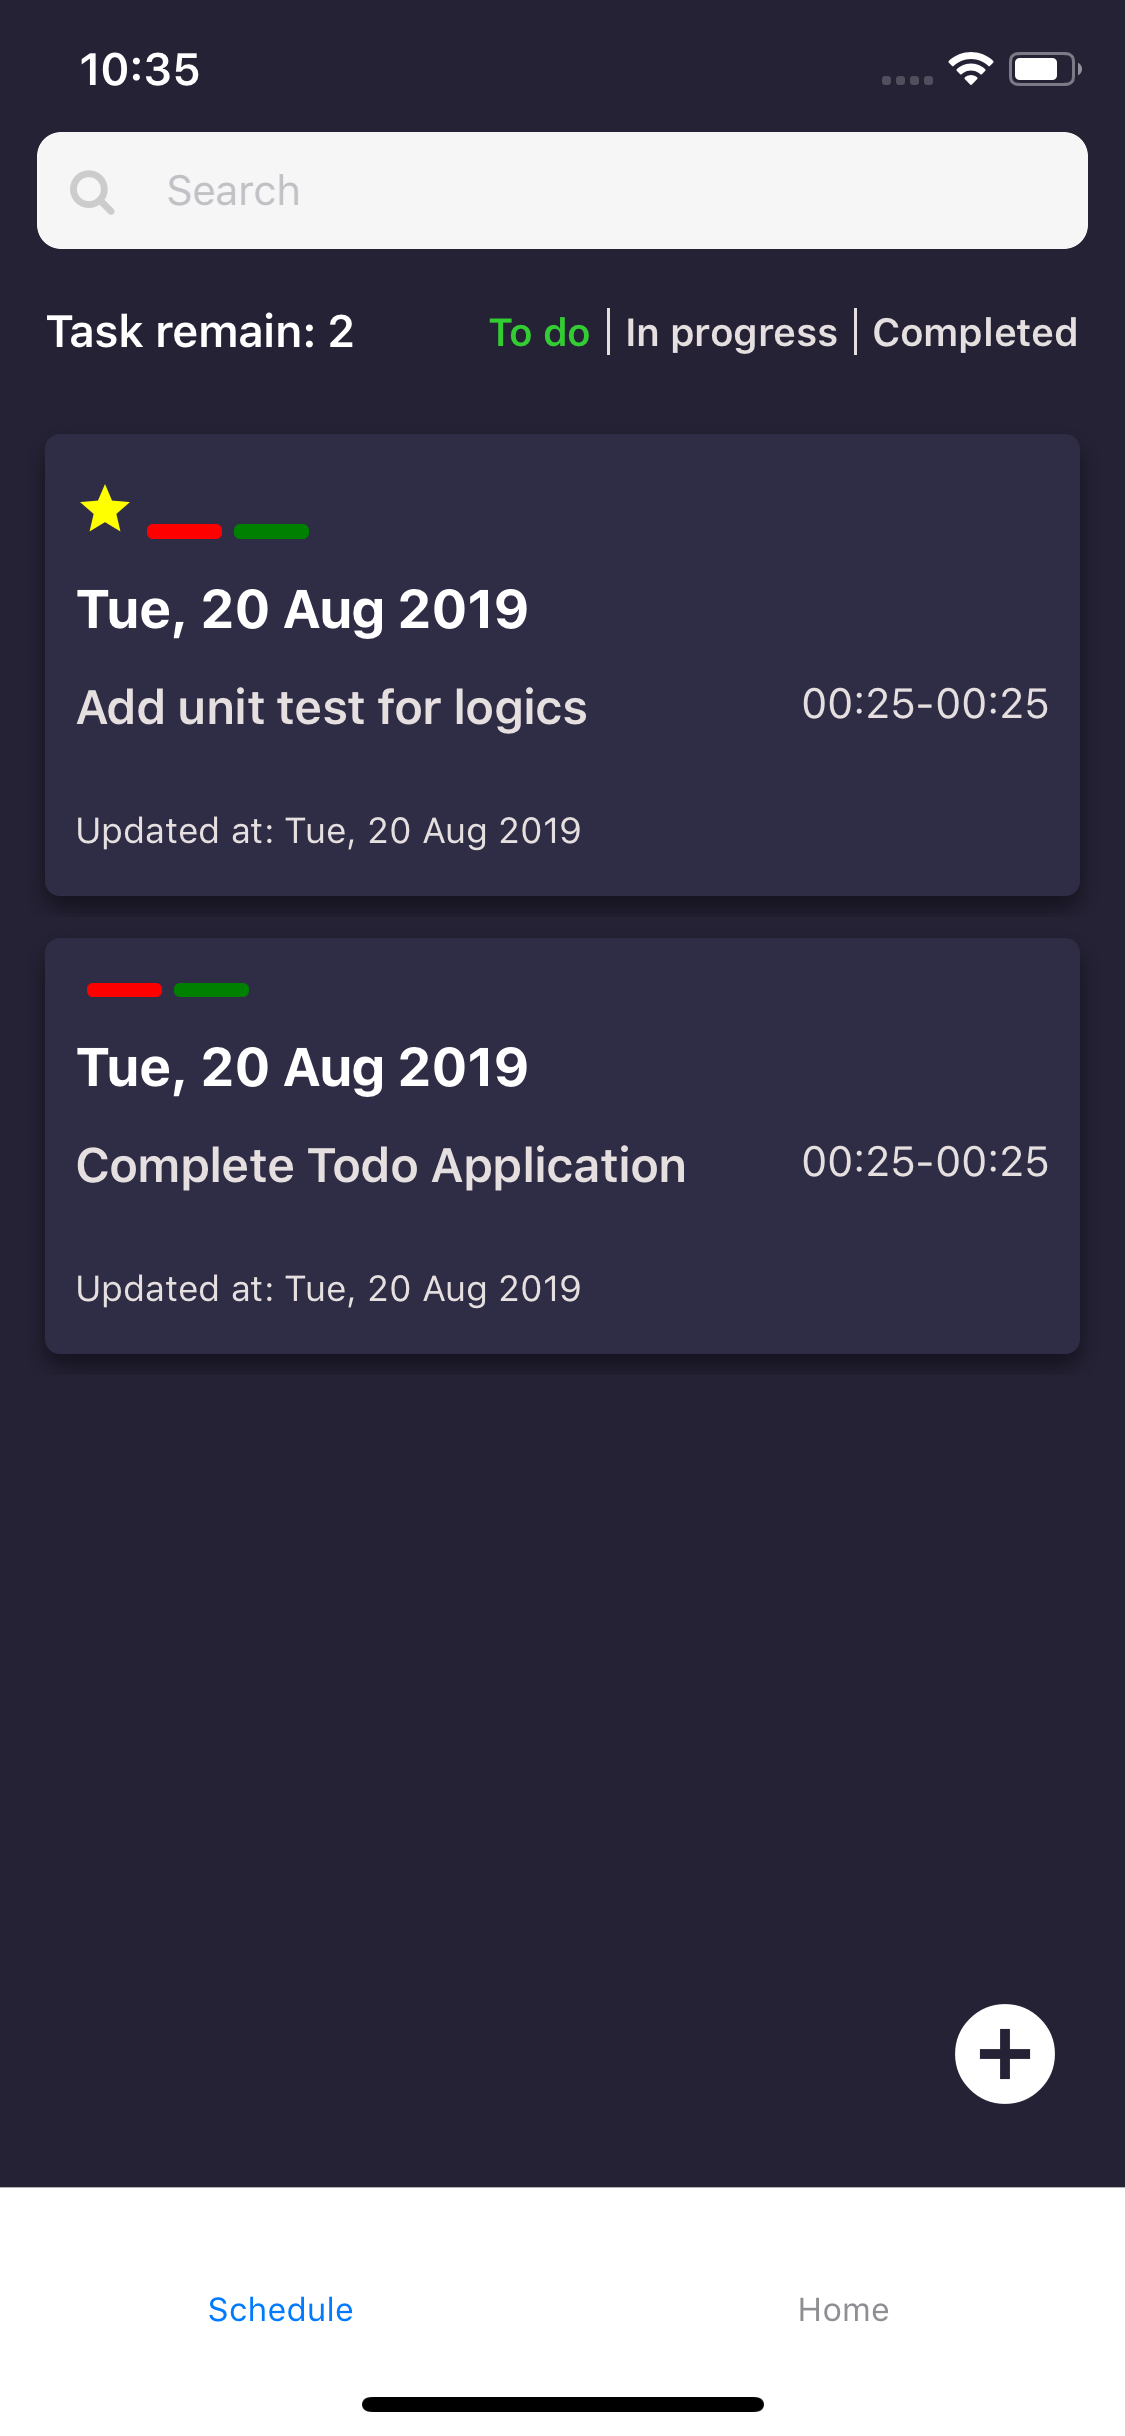 10:35
Search
Task remain: 2
To do | In progress | Completed
Tue, 20 Aug 2019
Add unit test for logics
00:25-00:25
Updated at: Tue, 20 Aug 2019
Tue, 20 Aug 2019
Complete Todo Application
00:25-00:25
Updated at: Tue, 20 Aug 2019
Schedule
Home